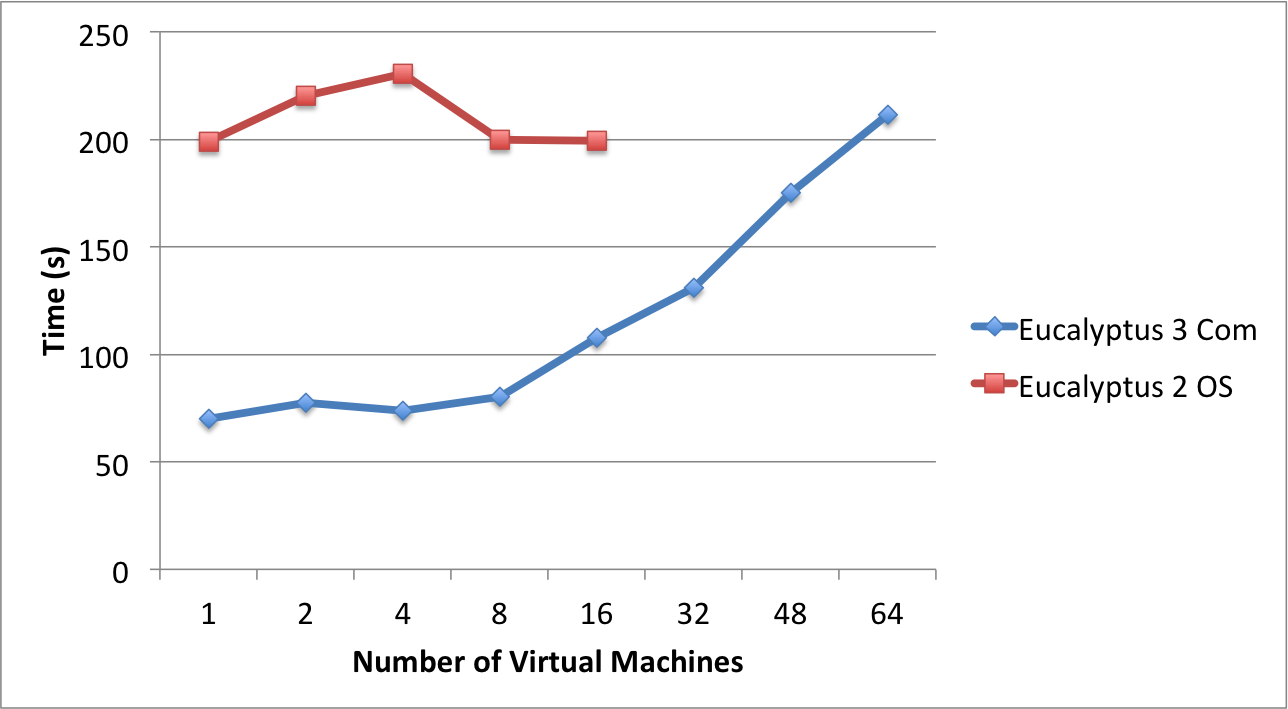 250
200
150
100
50
0
Time (s)
1 2 4 8 16 32 48 64
Number of Virtual Machines
Eucalyptus 3 Com
Eucalyptus 2 OS